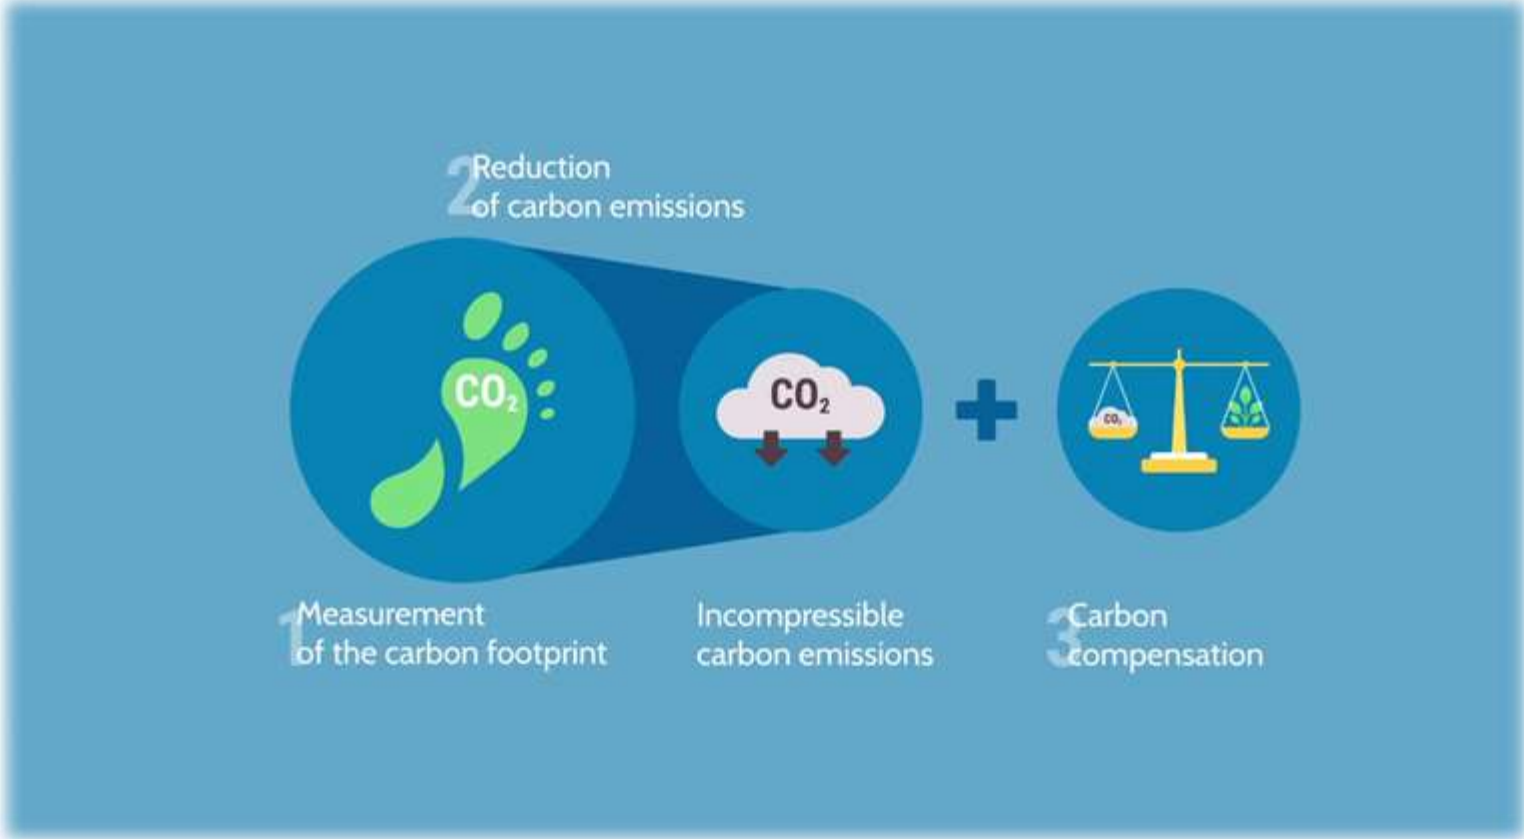 2 Reduction
of carbon emissions
CO₂
CO₂
CO₂
1 Measurement
of the carbon footprint
Incompressible
carbon emissions
3 Carbon
compensation